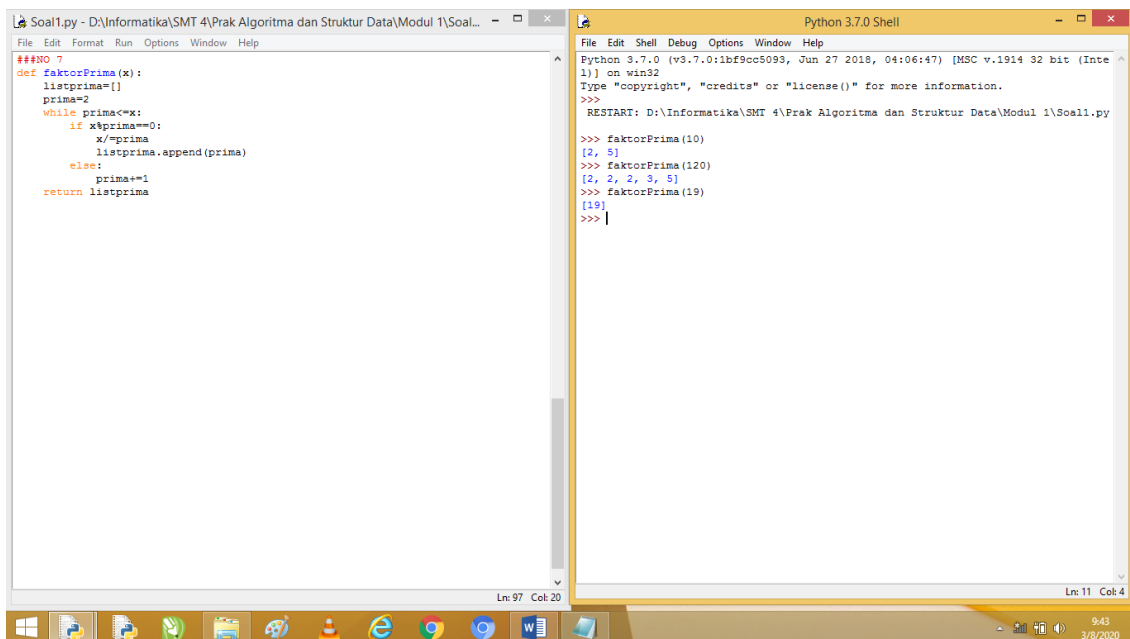 Soal1.py - D:\Informatika\SMT 4\Prak Algoritma dan Struktur Data\Modul 1\Soal...
File Edit Format Run Options Window Help
###NO 7
def faktorPrima(x):
    listprima=[]
    prima=2
    while prima<=x:
        if x%prima==0:
            x/=prima
            listprima.append(prima)
        else:
            prima+=1
    return listprima
Ln: 97 Col: 20
Python 3.7.0 Shell
File Edit Shell Debug Options Window Help
Python 3.7.0 (v3.7.0:1bf9cc5093, Jun 27 2018, 04:06:47) [MSC v.1914 32 bit (Inte
l)] on win32
Type "copyright", "credits" or "license()" for more information.
>>>
 RESTART: D:\Informatika\SMT 4\Prak Algoritma dan Struktur Data\Modul 1\Soal1.py
>>> faktorPrima(10)
[2, 5]
>>> faktorPrima(120)
[2, 2, 2, 3, 5]
>>> faktorPrima(19)
[19]
>>>
Ln: 11 Col: 4
9:43
3/8/2020